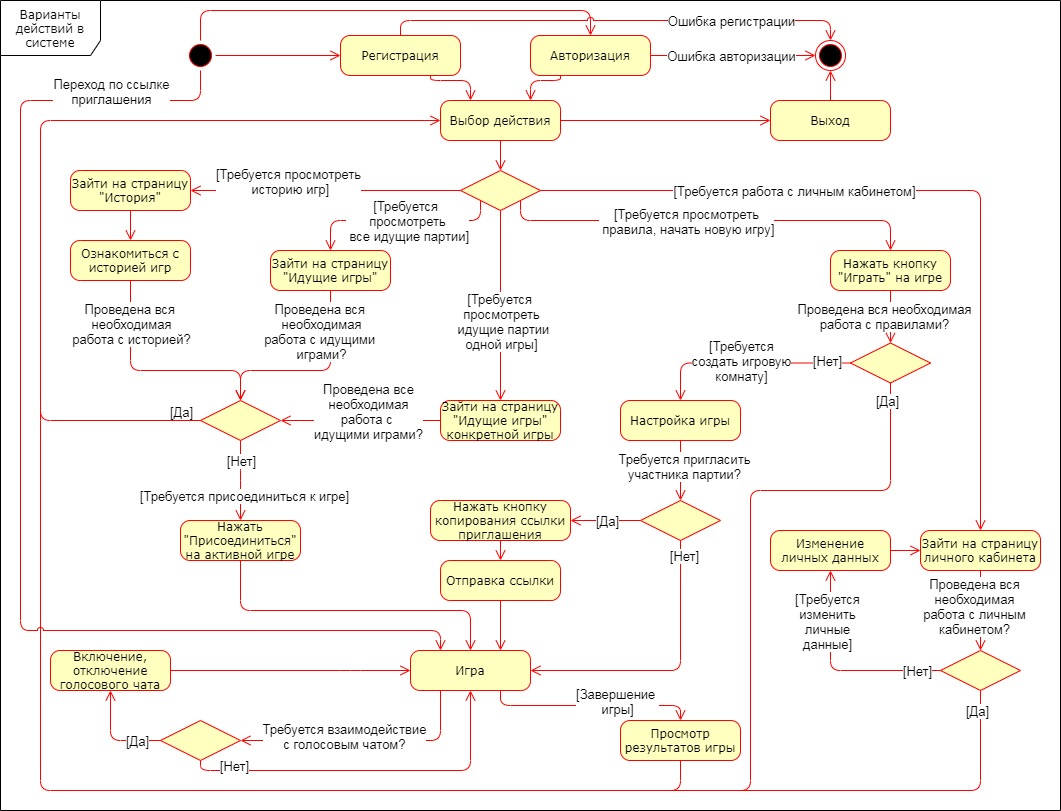 Варианты
действий в
системе
Ошибка регистрации
Регистрация
Авторизация
Ошибка авторизации
Переход по ссылке
приглашения
Выбор действия
Выход
[Требуется просмотреть
историю игр]
[Требуется работа с личным кабинетом]
Зайти на страницу
"История"
[Требуется
просмотреть
все идущие партии]
[Требуется просмотреть
правила, начать новую игру]
Ознакомиться с
историей игр
Зайти на страницу
"Идущие игры"
Нажать кнопку
"Играть" на игре
Проведена вся
необходимая
работа с историей?
Проведена вся
необходимая
работа с идущими
играми?
[Требуется
просмотреть
идущие партии
одной игры]
Проведена вся необходимая
работа с правилами?
[Требуется
создать игровую
комнату]
[Нет]
[Да]
[Да]
Проведена все
необходимая
работа с
идущими играми?
Зайти на страницу
"Идущие игры"
конкретной игры
Настройка игры
[Нет]
Требуется пригласить
участника партии?
[Требуется присоединиться к игре]
Нажать
"Присоединиться"
на активной игре
Нажать кнопку
копирования ссылки
приглашения
[Да]
[Нет]
Изменение
личных данных
Зайти на страницу
личного кабинета
Отправка ссылки
[Требуется
изменить
личные
данные]
Проведена вся
необходимая
работа с личным
кабинетом?
Включение,
отключение
голосового чата
Игра
[Нет]
[Завершение
игры]
[Да]
[Да]
Требуется взаимодействие
с голосовым чатом?
[Нет]
Просмотр
результатов игры